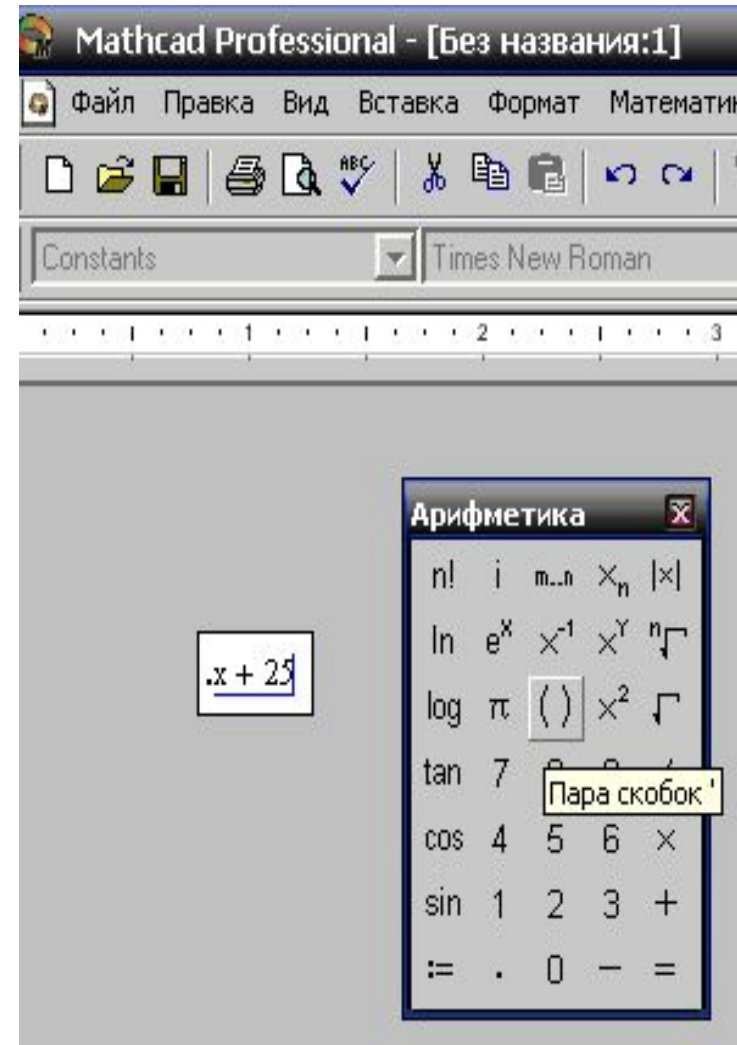 Mathcad Professional - [Без названия:1]
Файл Правка Вид Вставка Формат
ABC
Constants Times New Roman
1 2 3
Арифметика
n! i m..n ×n |×|
ln e^x ×^-1 ×^Y n√
log π ( ) ×² √
tan 7
Пара скобок '
cos 4 5 6 ×
sin 1 2 3 +
:= . 0 – =
.x + 25